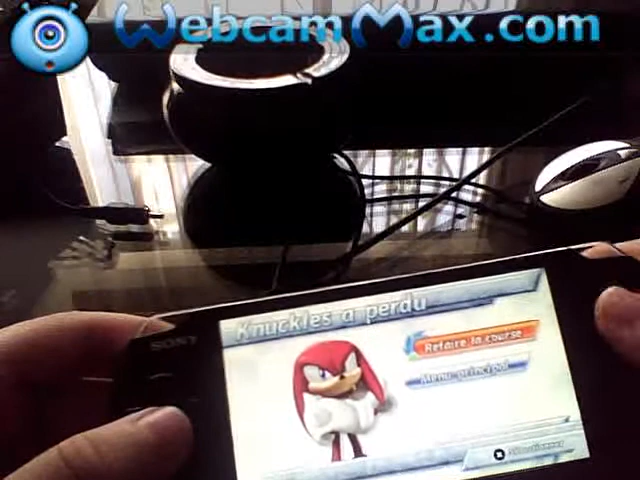 WebcamMax.com
Knuckles a perdu
SONY
Refaire la course
Menu principal